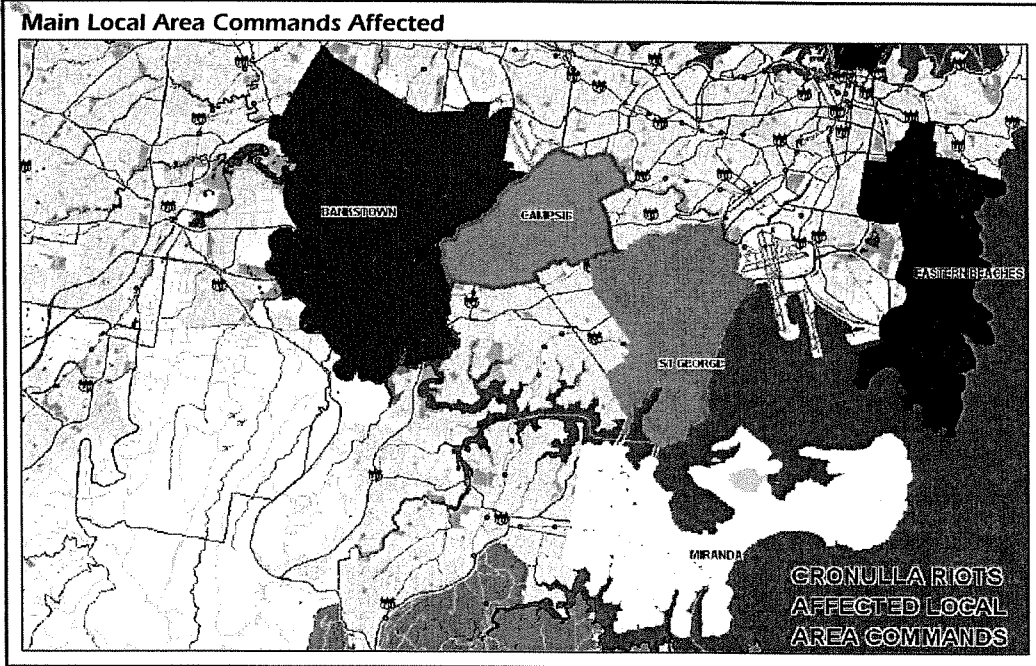 Main Local Area Commands Affected
BANKSTOWN
CAMPSIE
EASTERN BEACHES
ST GEORGE
MIRANDA
CRONULLA RIOTS
AFFECTED LOCAL
AREA COMMANDS